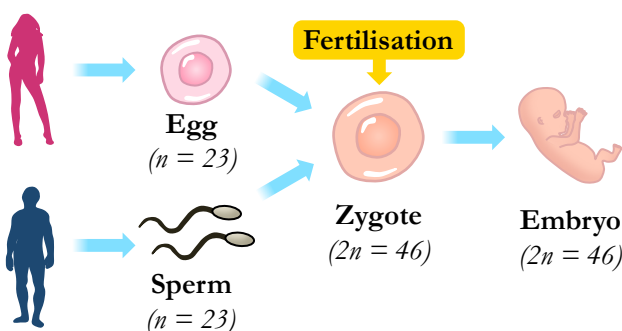 Fertilisation
Egg
(n = 23)
Zygote
(2n = 46)
Embryo
(2n = 46)
Sperm
(n = 23)